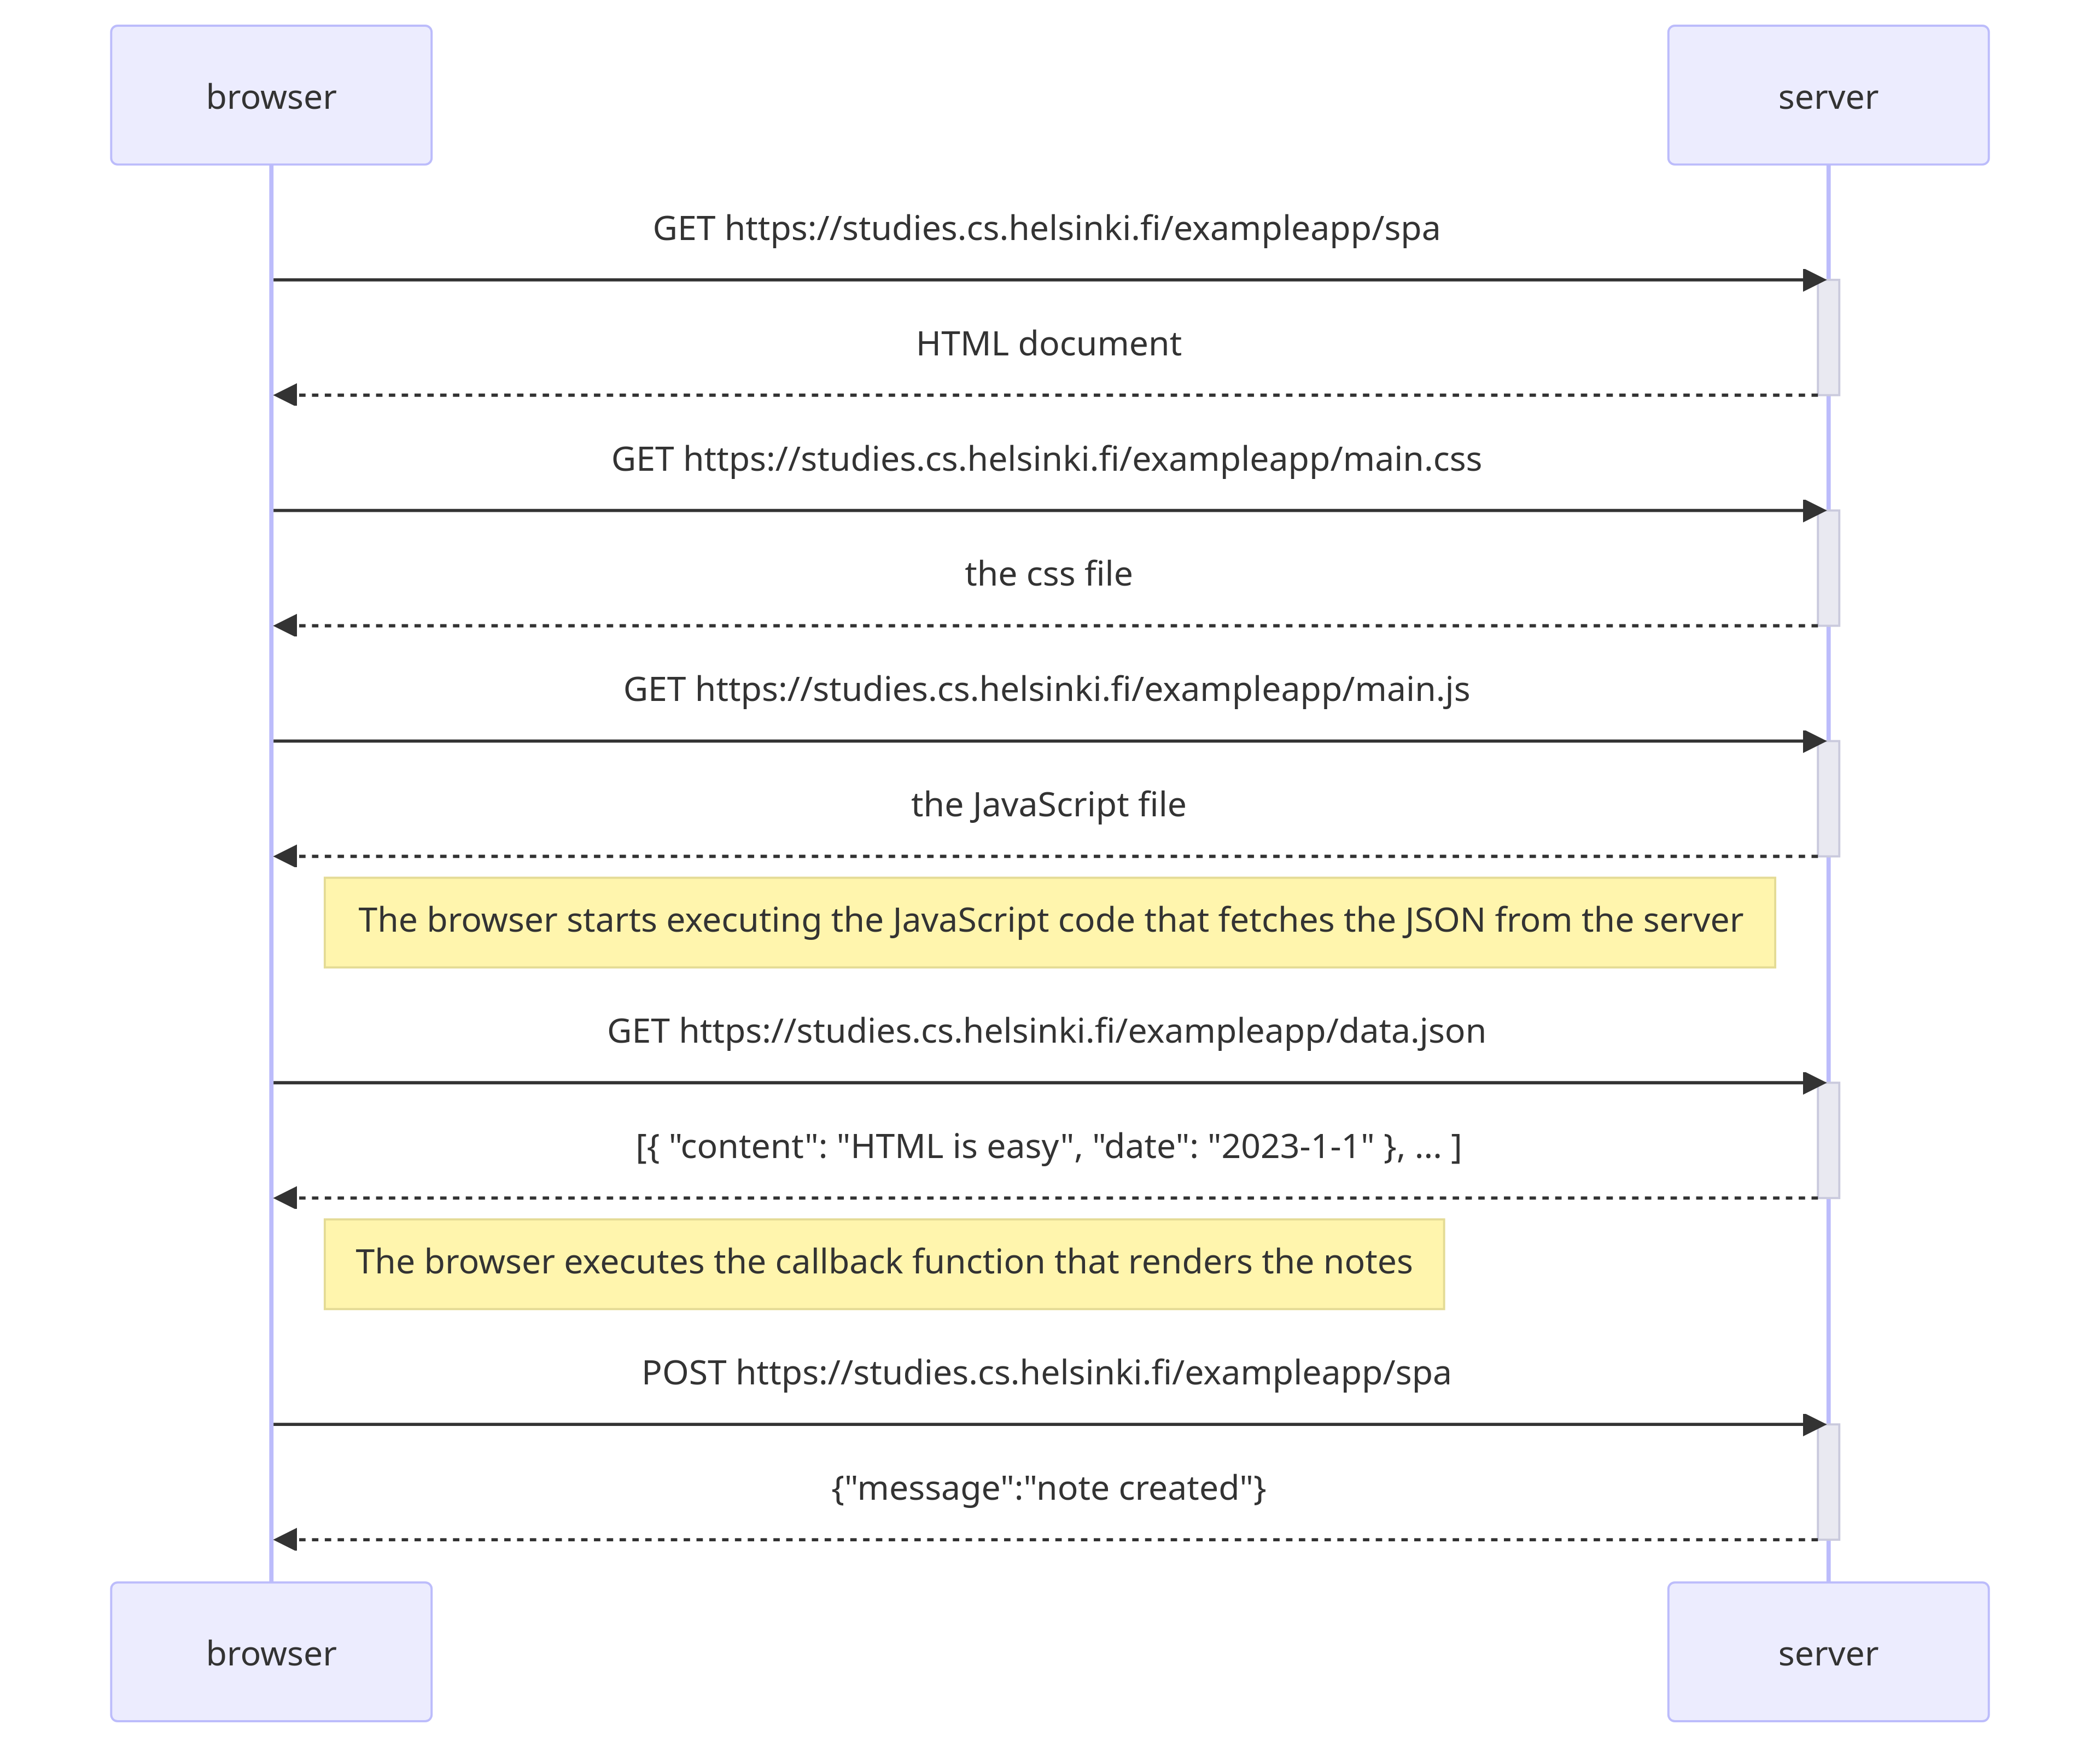 browser
server
GET https://studies.cs.helsinki.fi/exampleapp/spa
HTML document
GET https://studies.cs.helsinki.fi/exampleapp/main.css
the css file
GET https://studies.cs.helsinki.fi/exampleapp/main.js
the JavaScript file
The browser starts executing the JavaScript code that fetches the JSON from the server
GET https://studies.cs.helsinki.fi/exampleapp/data.json
[{ "content": "HTML is easy", "date": "2023-1-1" }, ... ]
The browser executes the callback function that renders the notes
POST https://studies.cs.helsinki.fi/exampleapp/spa
{"message":"note created"}
browser
server